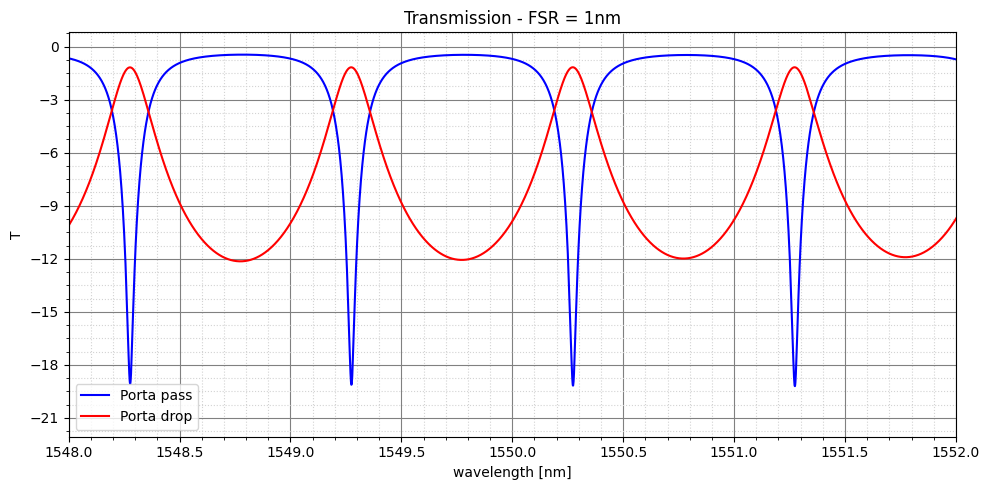 Transmission - FSR = 1nm
T
0
−3
−6
−9
−12
−15
−18
−21
Porta pass
Porta drop
1548.0 1548.5 1549.0 1549.5 1550.0 1550.5 1551.0 1551.5 1552.0
wavelength [nm]